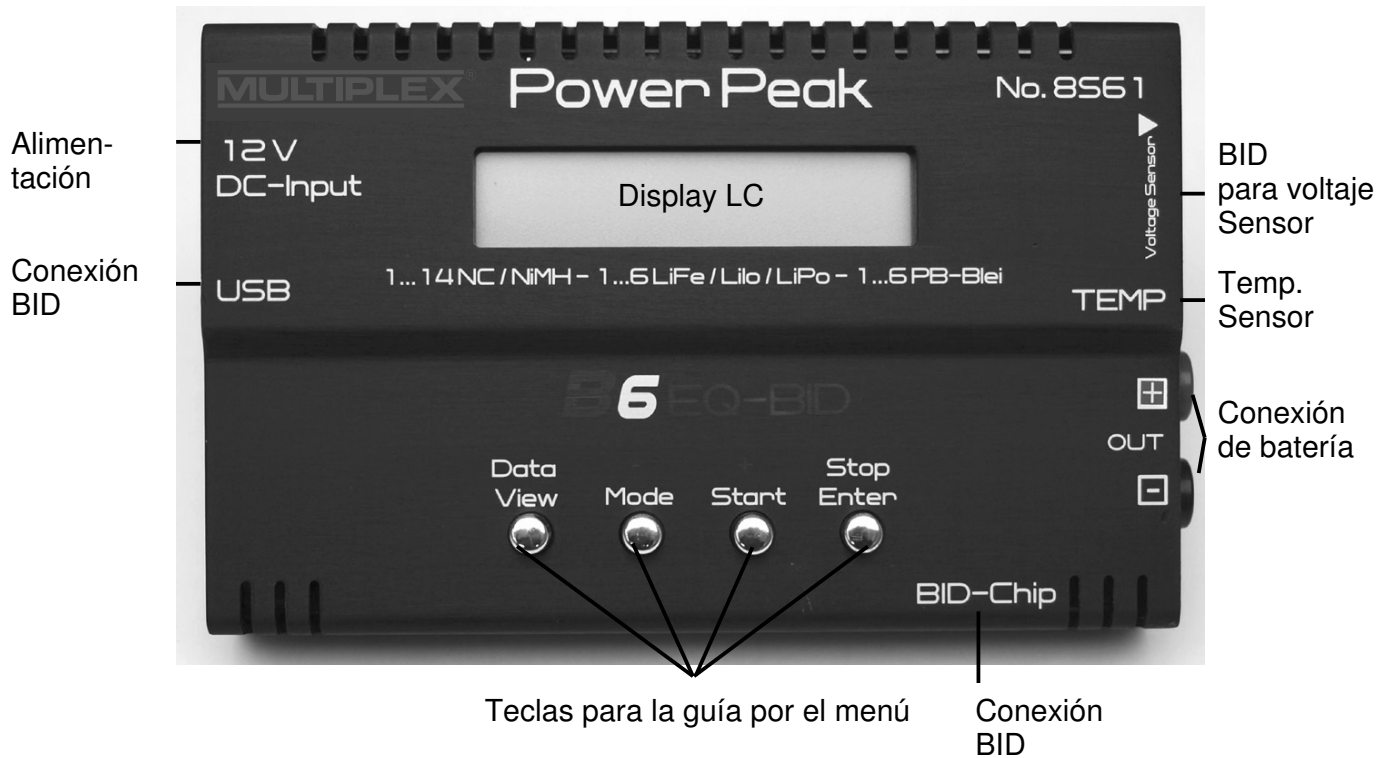 MULTIPLEX®
Power Peak
No. 8561
Alimen-
tación
12V
DC-Input
Display LC
Voltage Sensor
BID
para voltaje
Sensor
Conexión
BID
USB
1...14 NC / NiMH - 1...6 LiFe / LiIo / LiPo - 1...6 PB-Blei
TEMP
Temp.
Sensor
B6 EQ-BID
+
OUT
-
Conexión
de batería
Data
View
-
Mode
+
Start
Stop
Enter
BID-Chip
Teclas para la guía por el menú
Conexión
BID